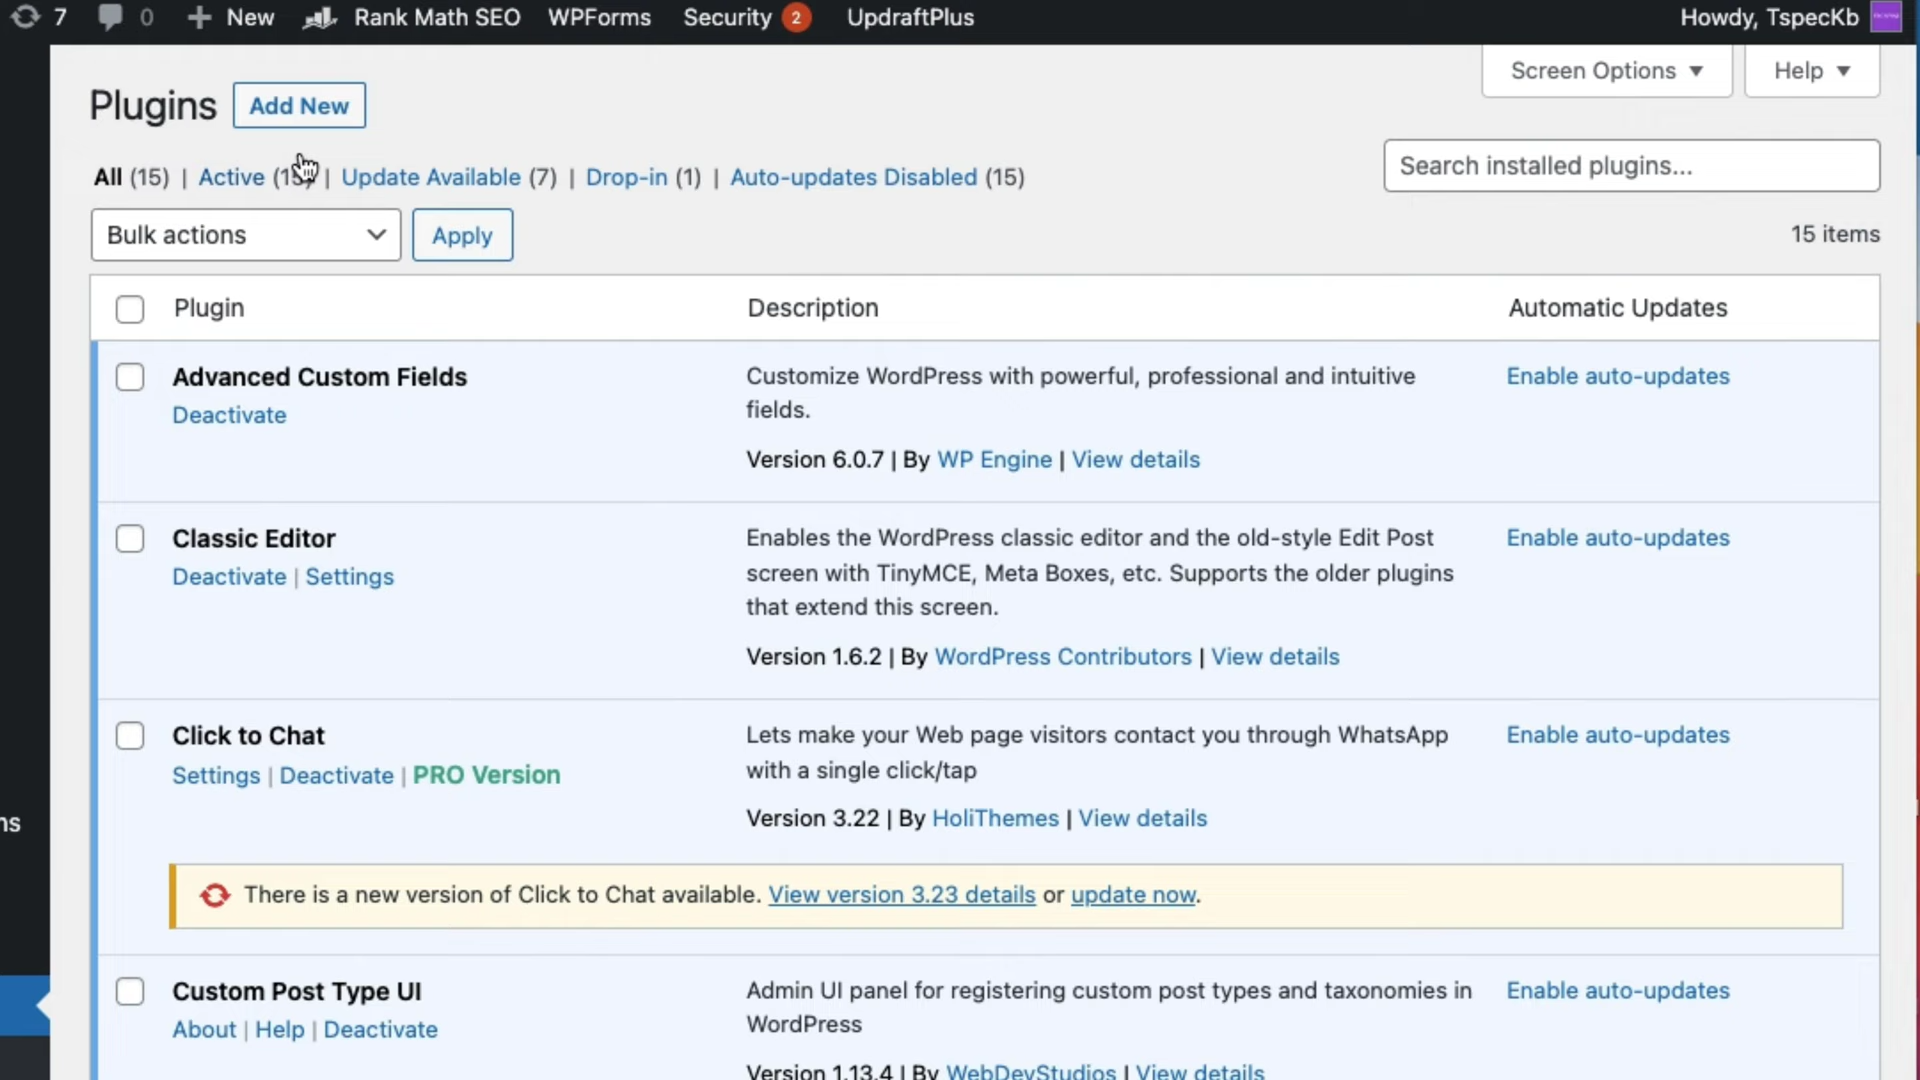 7 0 New Rank Math SEO WPForms Security 2 UpdraftPlus Howdy, TspecKb
Screen Options Help
Plugins Add New
All (15) | Active | Update Available (7) | Drop-in (1) | Auto-updates Disabled (15)
Search installed plugins...
Bulk actions Apply 15 items
Plugin Description Automatic Updates
Advanced Custom Fields
Deactivate
Customize WordPress with powerful, professional and intuitive
fields.
Version 6.0.7 | By WP Engine | View details
Enable auto-updates
Classic Editor
Deactivate | Settings
Enables the WordPress classic editor and the old-style Edit Post
screen with TinyMCE, Meta Boxes, etc. Supports the older plugins
that extend this screen.
Version 1.6.2 | By WordPress Contributors | View details
Enable auto-updates
Click to Chat
Settings | Deactivate | PRO Version
Lets make your Web page visitors contact you through WhatsApp
with a single click/tap
Version 3.22 | By HoliThemes | View details
Enable auto-updates
ns
There is a new version of Click to Chat available. View version 3.23 details or update now.
Custom Post Type UI
About | Help | Deactivate
Admin UI panel for registering custom post types and taxonomies in
WordPress
Version 1.13.4 | By WebDevStudios | View details
Enable auto-updates